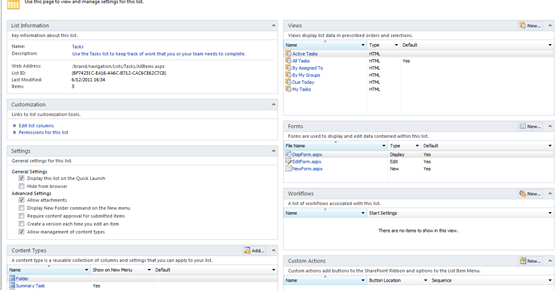 Use this page to view and manage settings for this list.
List Information
Key information about this list.
Name: Tasks
Description: Use the Tasks list to keep track of work that you or your team needs to complete.
Web Address: /brand/navigation/Lists/Tasks/AllItems.aspx
List ID:
Last Modified: 6/12/2011 16:34
Items: 3
Customization
Links to list customization tools.
Edit list columns
Permissions for this list
Settings
General settings for this list.
General Settings
Display this list on the Quick Launch
Hide from browser
Advanced Settings
Allow attachments
Display New Folder command on the New menu
Require content approval for submitted items
Create a version each time you edit an item
Allow management of content types
Content Types Add...
A content type is a reusable collection of columns and settings that you can apply to your list.
Name Show on New Menu Default
Folder
Summary Task Yes
Views New...
Views display list data in prescribed orders and selections.
Name Type Default
Active Tasks HTML
All Tasks HTML Yes
By Assigned To HTML
By My Groups HTML
Due Today HTML
My Tasks HTML
Forms New...
Forms are used to display and edit data contained within this list.
File Name Type Default
DispForm.aspx Display Yes
EditForm.aspx Edit Yes
NewForm.aspx New Yes
Workflows New...
A list of workflows associated with this list.
Name Start Settings
There are no items to show in this view.
Custom Actions New...
Custom actions add buttons to the SharePoint Ribbon and options to the List Item Menu.
Name Button Location Sequence